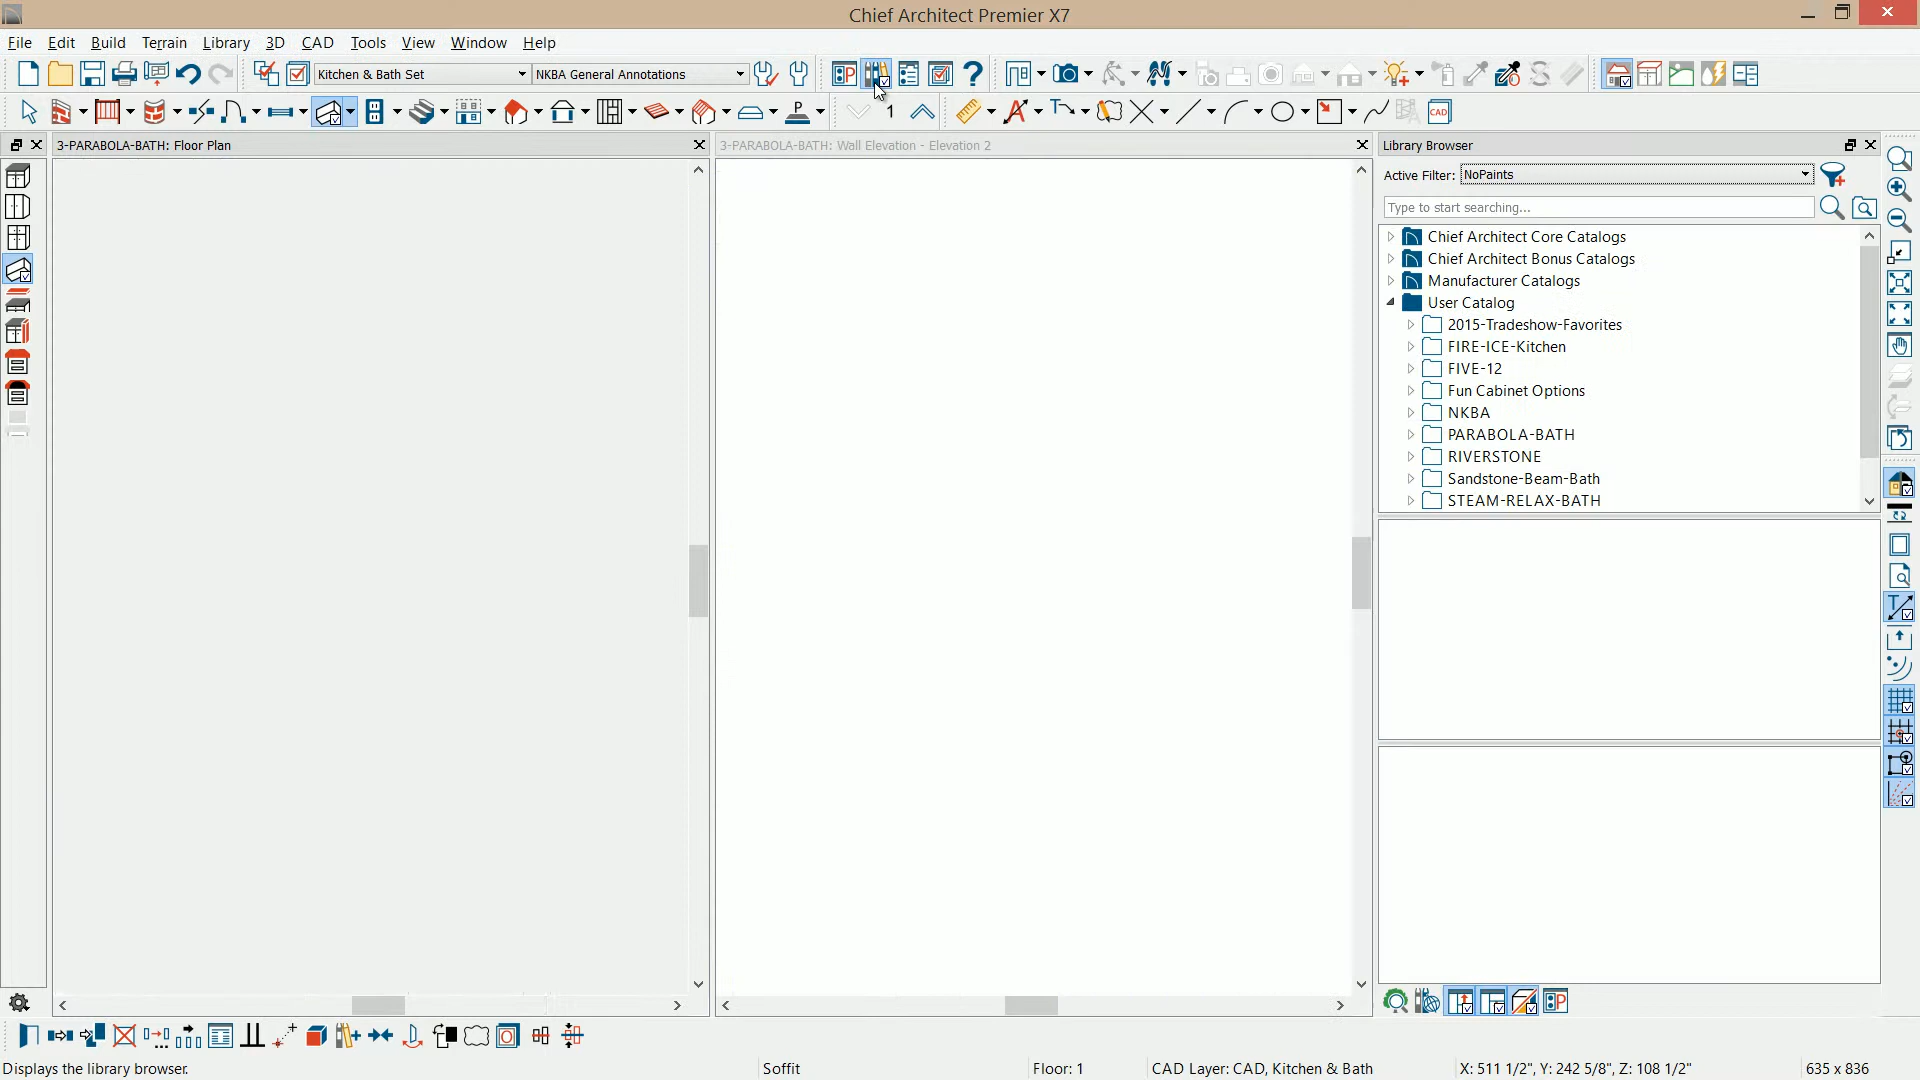 Chief Architect Premier X7
File Edit Build Terrain Library 3D CAD Tools View Window Help
Kitchen & Bath Set NKBA General Annotations
1
3-PARABOLA-BATH: Floor Plan
3-PARABOLA-BATH: Wall Elevation - Elevation 2
Library Browser
Active Filter: NoPaints
Type to start searching...
Chief Architect Core Catalogs
Chief Architect Bonus Catalogs
Manufacturer Catalogs
User Catalog
2015-Tradeshow-Favorites
FIRE-ICE-Kitchen
FIVE-12
Fun Cabinet Options
NKBA
PARABOLA-BATH
RIVERSTONE
Sandstone-Beam-Bath
STEAM-RELAX-BATH
Displays the library browser. Soffit Floor: 1 CAD Layer: CAD, Kitchen & Bath X: 511 1/2", Y: 242 5/8", Z: 108 1/2" 635 x 836